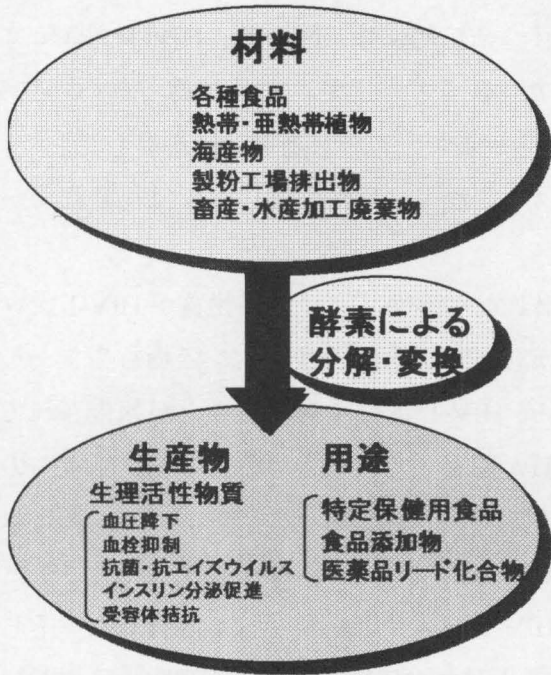 材料
各種食品
熱帯・亜熱帯植物
海産物
製粉工場排出物
畜産・水産加工廃棄物
酵素による
分解・変換
生産物
生理活性物質
血圧降下
血栓抑制
抗菌・抗エイズウイルス
インスリン分泌促進
受容体拮抗
用途
特定保健用食品
食品添加物
医薬品リード化合物